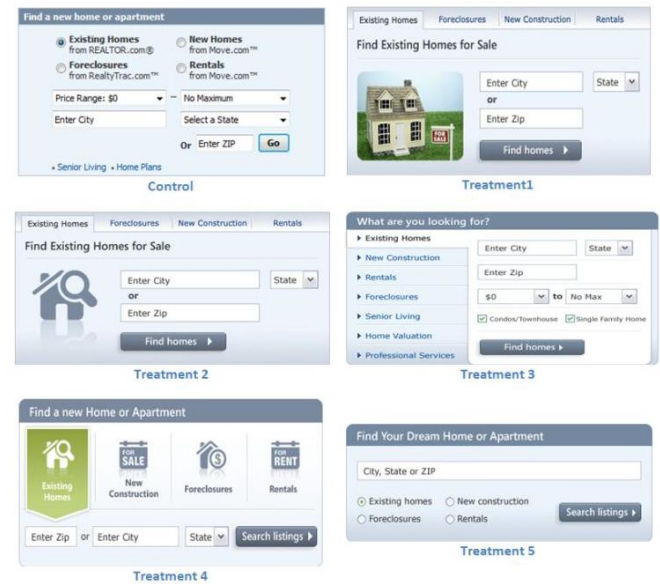 Find a new home or apartment
Existing Homes
from REALTOR.com®
New Homes
from Move.com™
Foreclosures
from RealtyTrac.com™
Rentals
from Move.com™
Price Range: $0 – No Maximum
Enter City Select a State
Or Enter ZIP Go
• Senior Living • Home Plans
Control
Existing Homes Foreclosures New Construction Rentals
Find Existing Homes for Sale
FOR SALE
Enter City State
or
Enter Zip
Find homes
Treatment1
Existing Homes Foreclosures New Construction Rentals
Find Existing Homes for Sale
Enter City State
or
Enter Zip
Find homes
Treatment 2
What are you looking for?
Existing Homes
New Construction
Rentals
Foreclosures
Senior Living
Home Valuation
Professional Services
Enter City State
Enter Zip
$0 to No Max
Condos/Townhouse Single Family Home
Find homes
Treatment 3
Find a new Home or Apartment
Existing Homes
FOR SALE
New Construction
$
Foreclosures
FOR RENT
Rentals
Enter Zip or Enter City State Search listings
Treatment 4
Find Your Dream Home or Apartment
City, State or ZIP
Existing homes New construction
Foreclosures Rentals
Search listings
Treatment 5